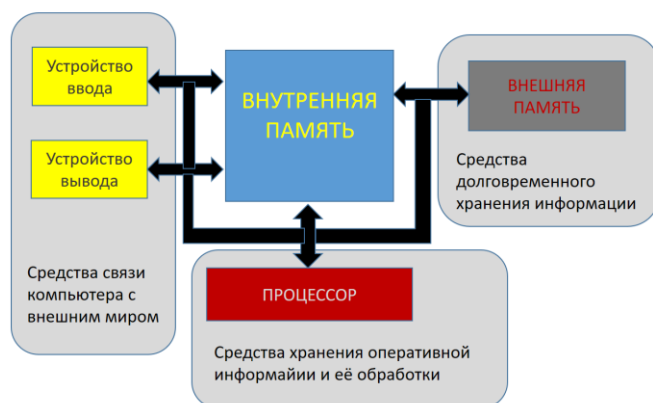 Устройство
ввода
Устройство
вывода
Средства связи
компьютера с
внешним миром
ВНУТРЕННЯЯ
ПАМЯТЬ
ВНЕШНЯЯ
ПАМЯТЬ
Средства
долговременного
хранения информации
ПРОЦЕССОР
Средства хранения оперативной
информайии и её обработки